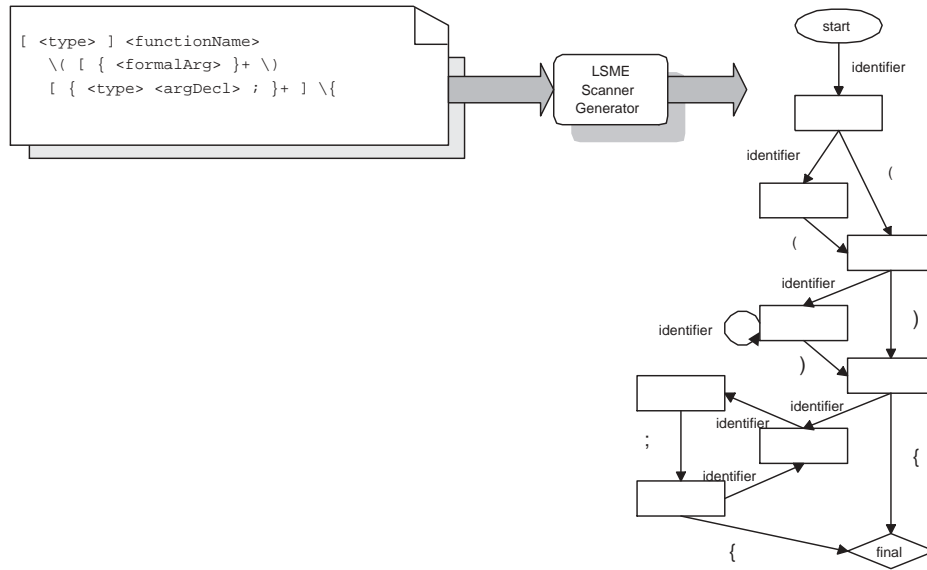 [ <type> ] <functionName>
\( [ { <formalArg> }+ \)
[ { <type> <argDecl> ; }+ ] \{
LSME
Scanner
Generator
start
identifier
identifier
(
(
identifier
identifier
)
)
identifier
identifier
;
{
identifier
{
final